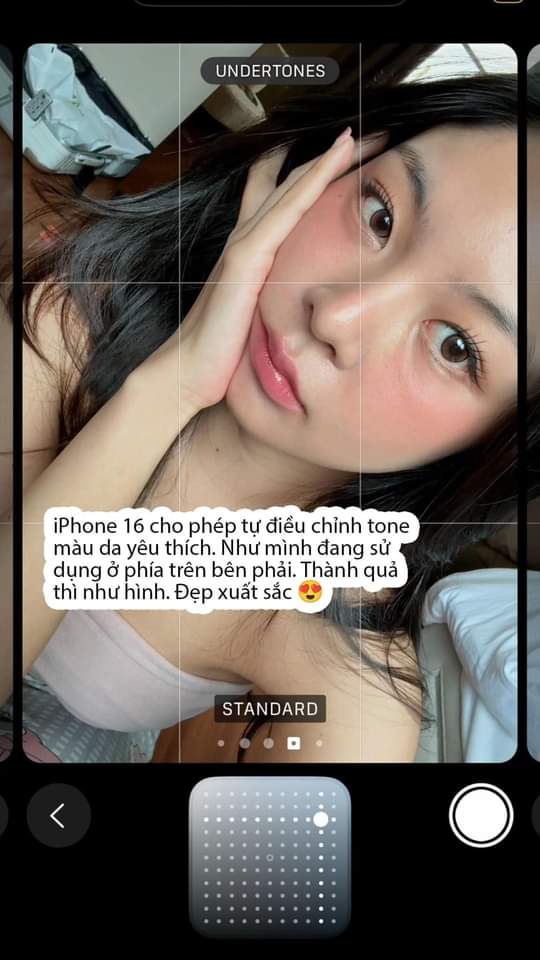 UNDERTONES
iPhone 16 cho phép tự điều chỉnh tone
màu da yêu thích. Như mình đang sử
dụng ở phía trên bên phải. Thành quả
thì như hình. Đẹp xuất sắc 😍
STANDARD